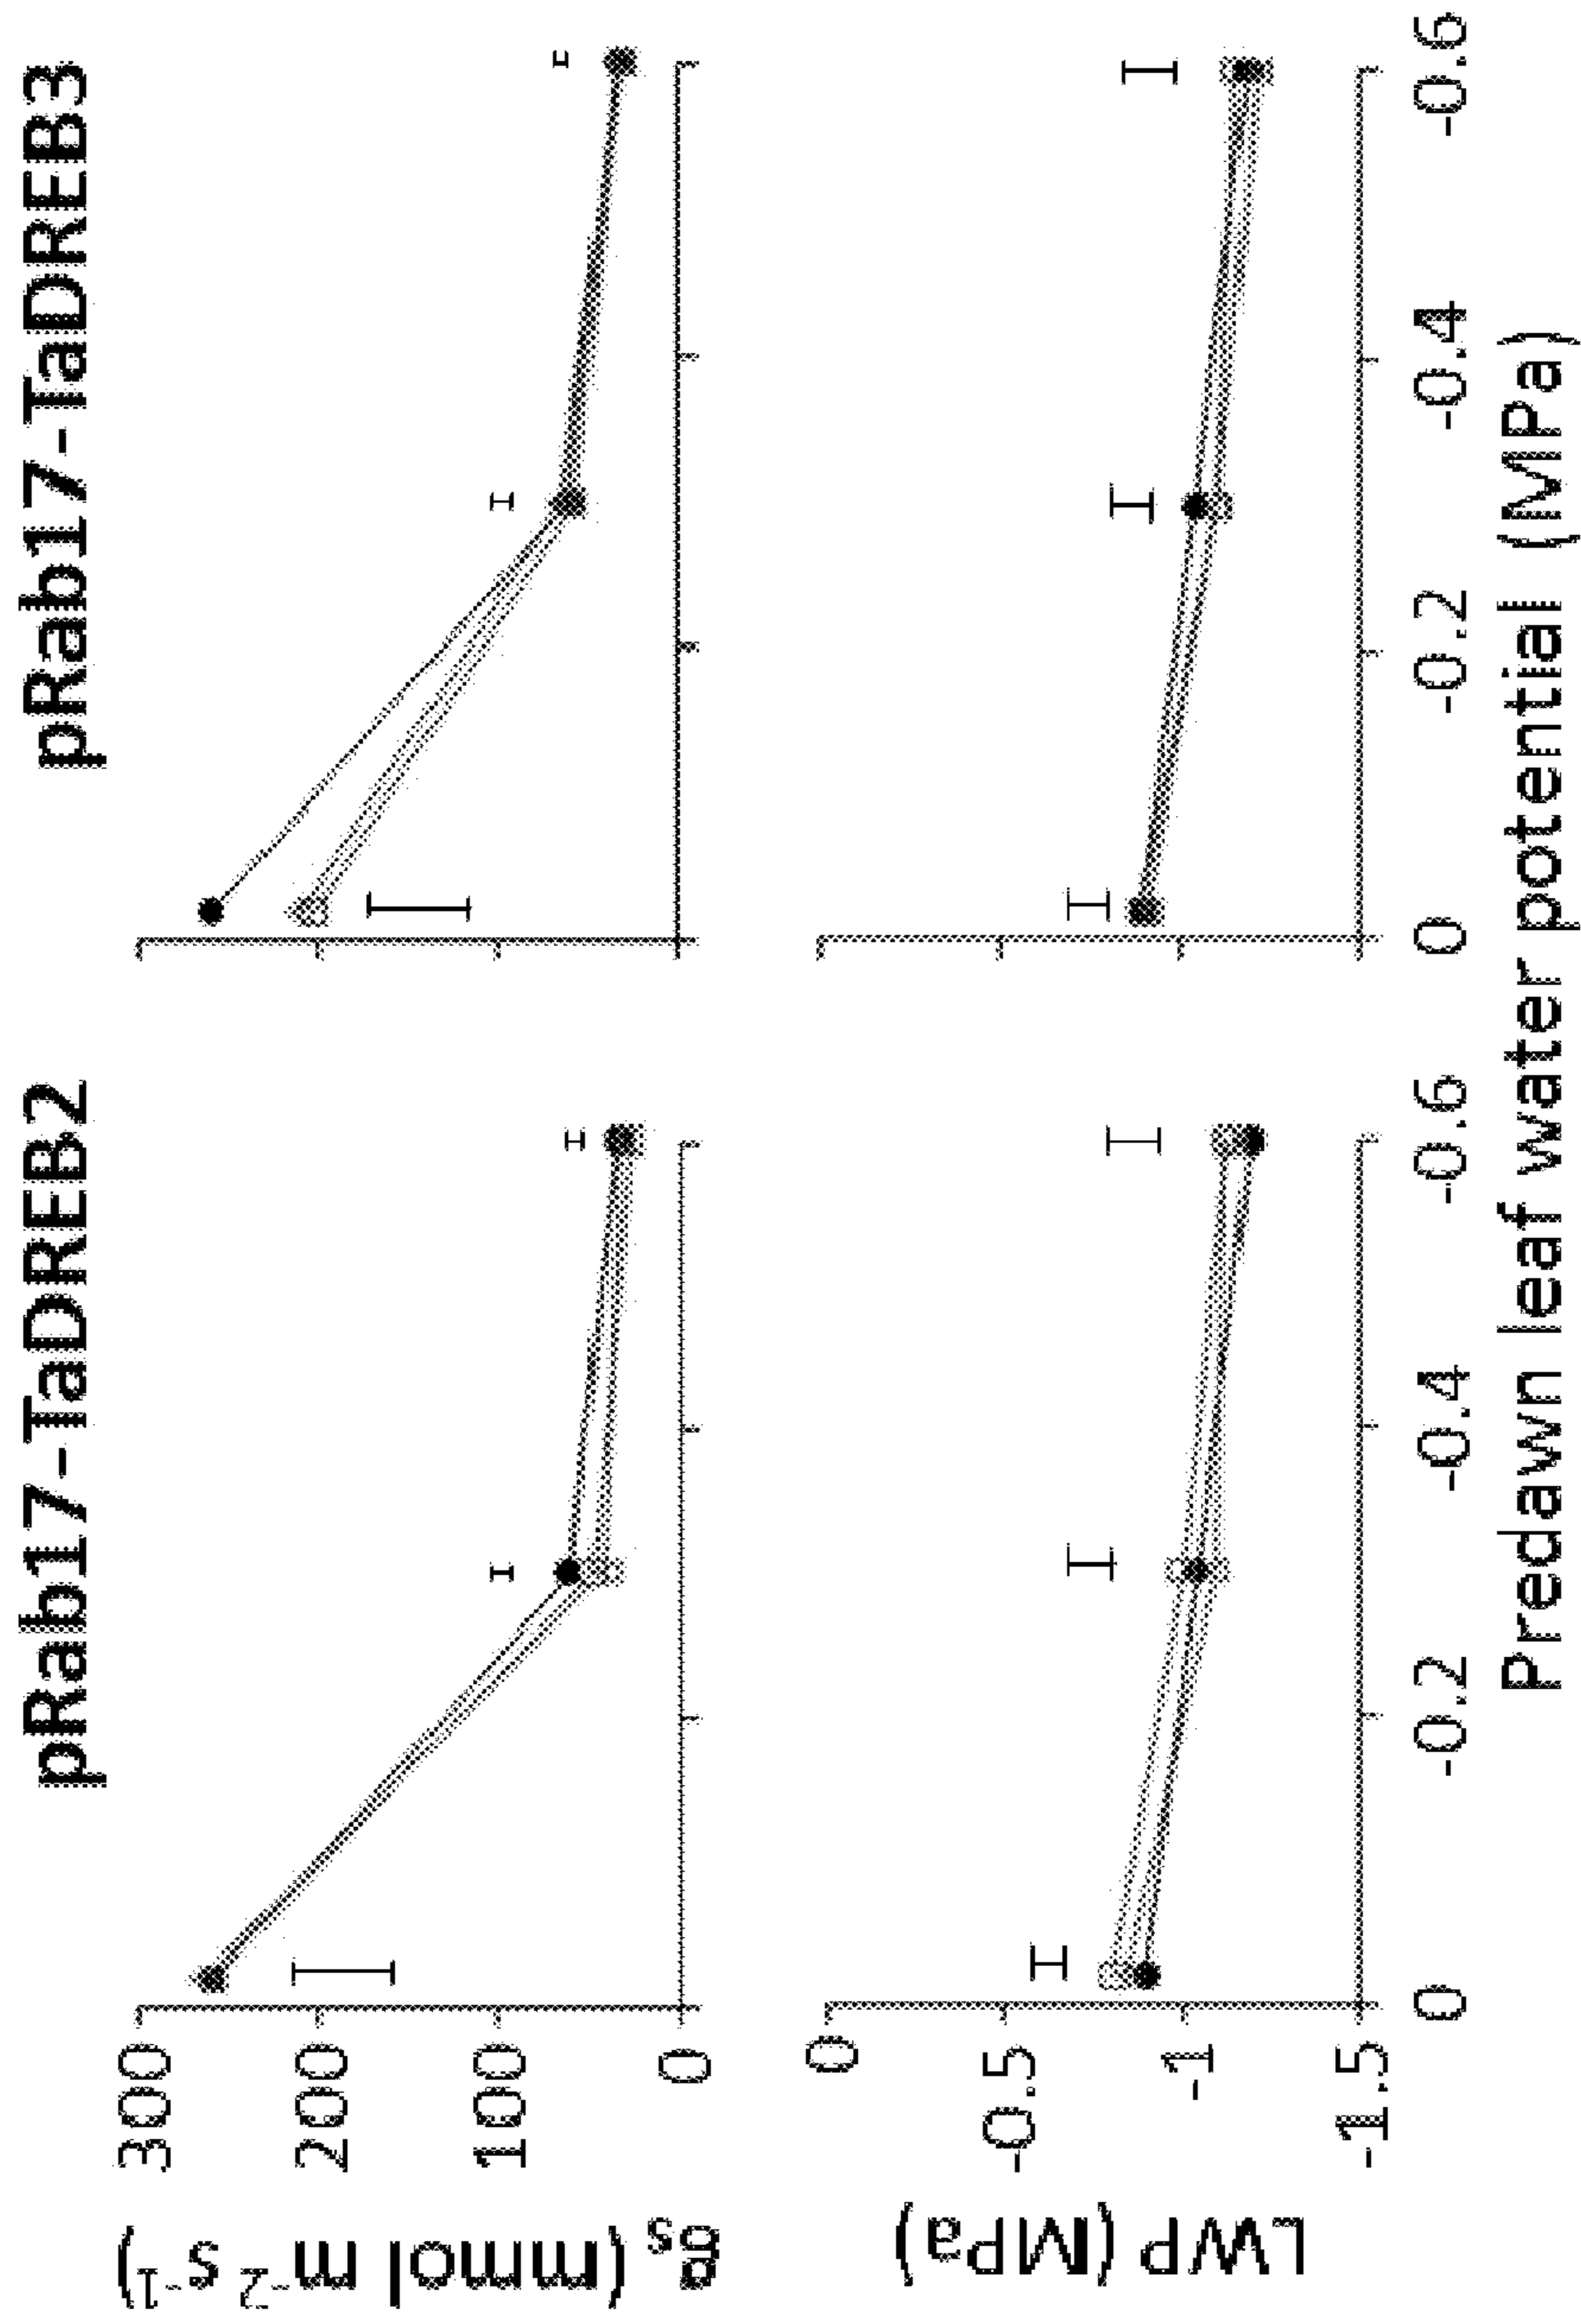 pRab17-TaDREB2
pRab17-TaDREB3
gs (mmol m-2 s-1)
300
200
100
0
LWP (MPa)
0
-0.5
-1
-1.5
0 -0.2 -0.4 -0.6
0 -0.2 -0.4 -0.6
Predawn leaf water potential (MPa)